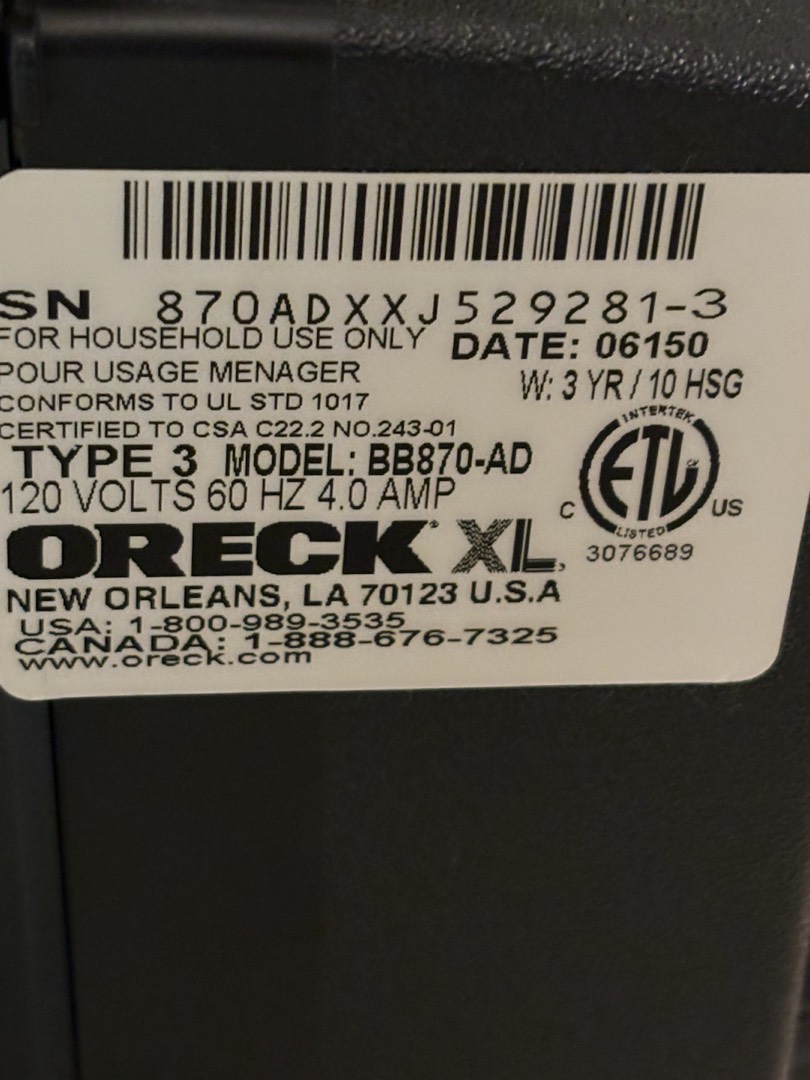 SN 870ADXXJ529281-3
FOR HOUSEHOLD USE ONLY
DATE: 06150
POUR USAGE MENAGER
W: 3 YR / 10 HSG
CONFORMS TO UL STD 1017
CERTIFIED TO CSA C22.2 NO.243-01
TYPE 3 MODEL: BB870-AD
120 VOLTS 60 HZ 4.0 AMP
INTERTEK
ETL
C US
LISTED
3076689
ORECK XL
NEW ORLEANS, LA 70123 U.S.A
USA: 1-800-989-3535
CANADA: 1-888-676-7325
www.oreck.com